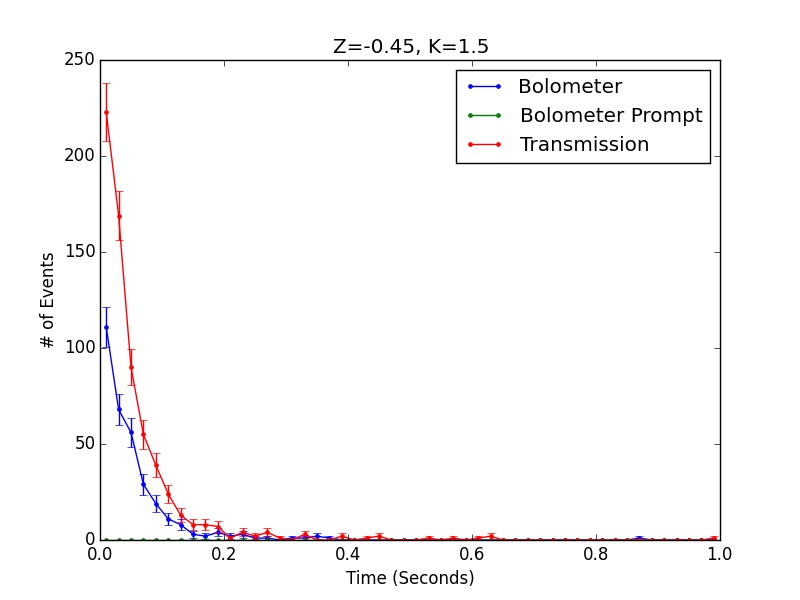 Z=-0.45, K=1.5
250
200
150
100
50
0
# of Events
Bolometer
Bolometer Prompt
Transmission
0.0 0.2 0.4 0.6 0.8 1.0
Time (Seconds)